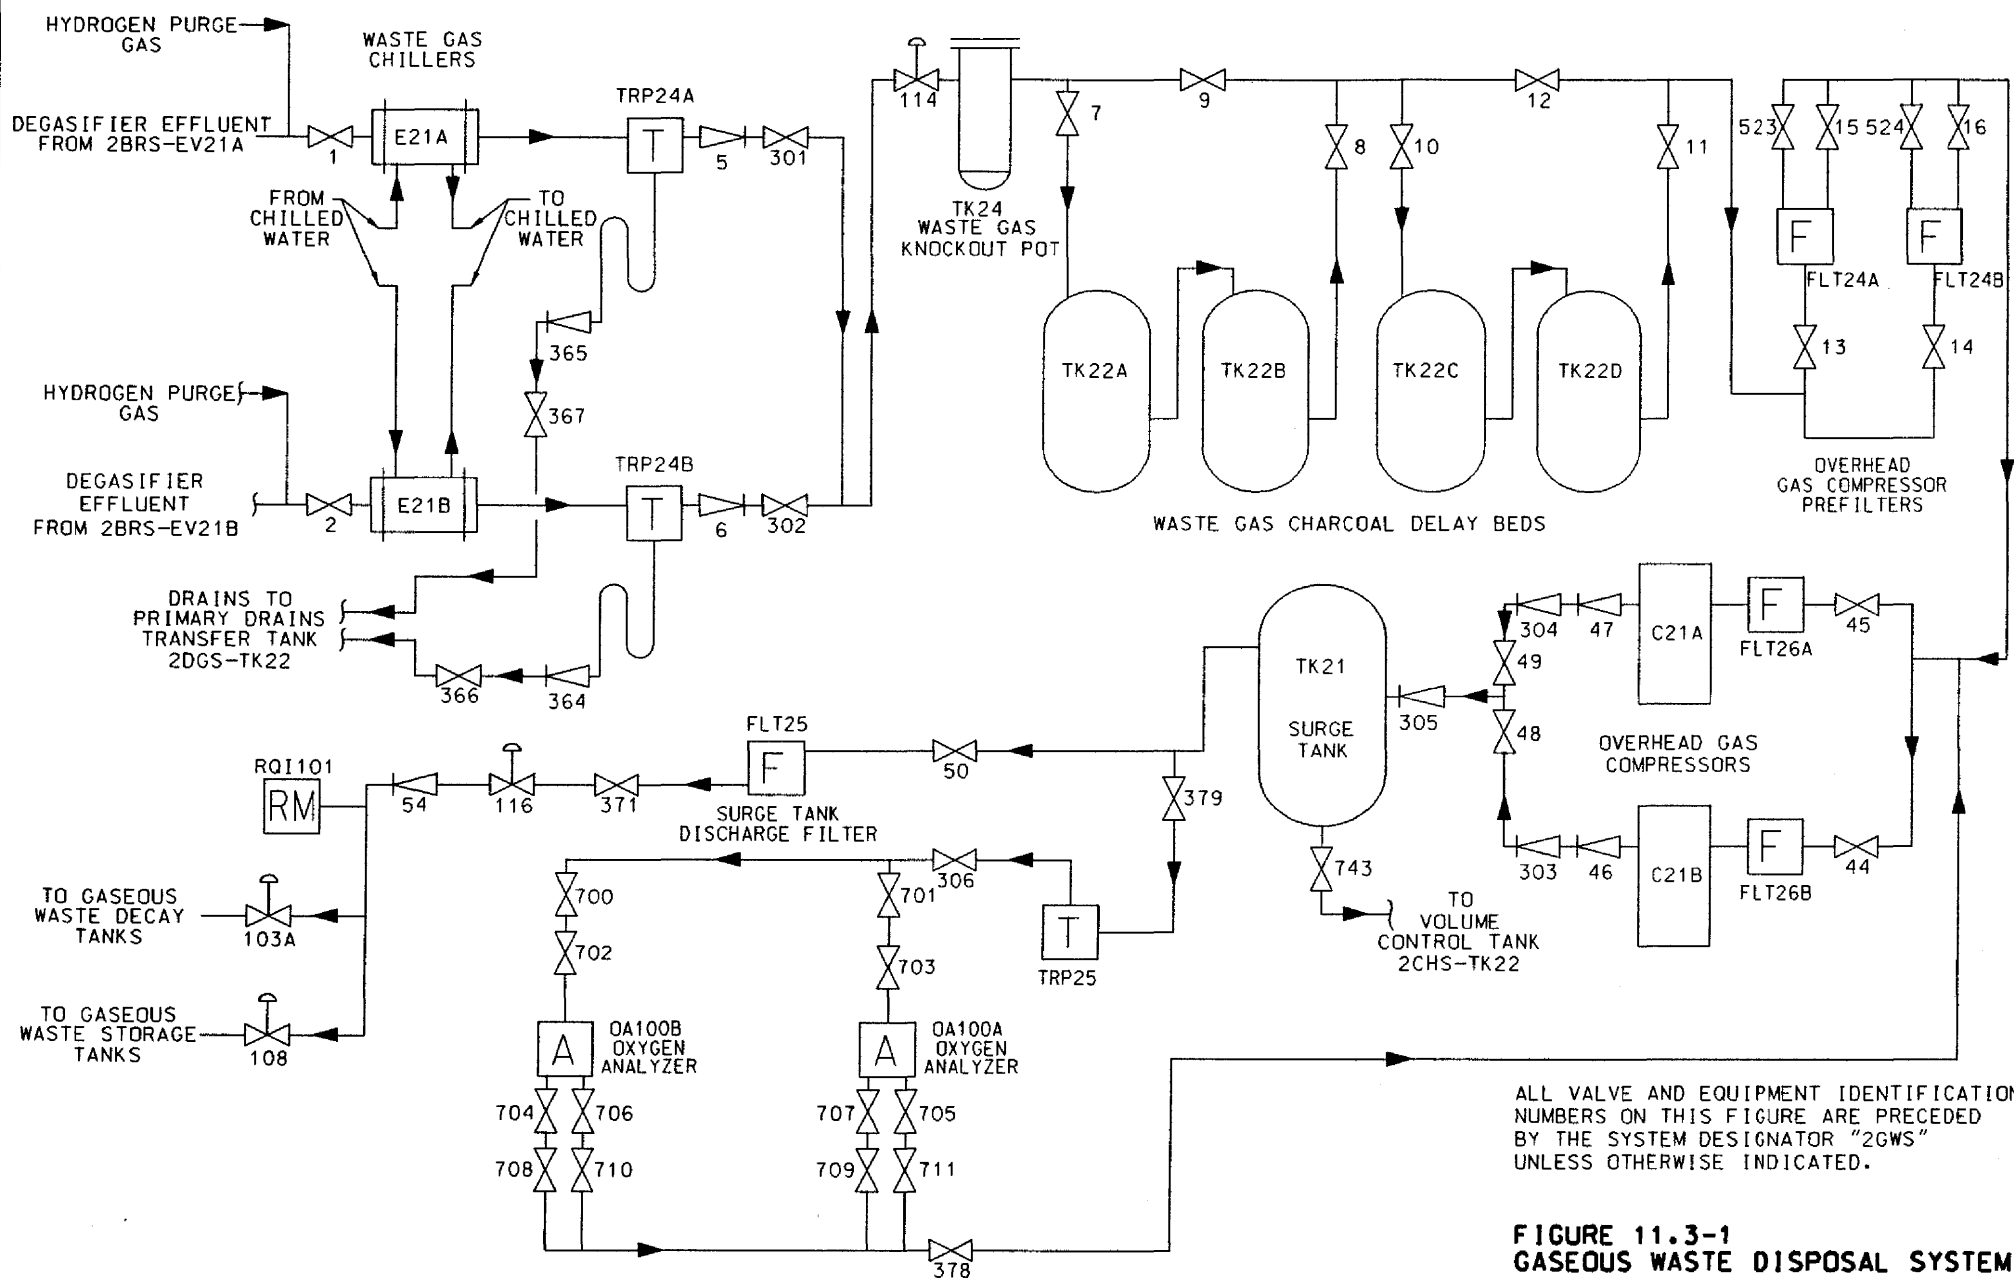 HYDROGEN PURGE
GAS
WASTE GAS
CHILLERS
DEGASIFIER EFFLUENT
FROM 2BRS-EV21A
1
E21A
TRP24A
T
5
301
114
TK24
WASTE GAS
KNOCKOUT POT
7
9
8
10
12
11
523
15
524
16
F
F
FLT24A
FLT24B
13
14
OVERHEAD
GAS COMPRESSOR
PREFILTERS
FROM
CHILLED
WATER
TO
CHILLED
WATER
365
367
TK22A
TK22B
TK22C
TK22D
WASTE GAS CHARCOAL DELAY BEDS
HYDROGEN PURGE
GAS
DEGASIFIER
EFFLUENT
FROM 2BRS-EV21B
2
E21B
TRP24B
T
6
302
DRAINS TO
PRIMARY DRAINS
TRANSFER TANK
2DGS-TK22
366
364
TK21
SURGE
TANK
305
304
47
49
48
C21A
F
FLT26A
45
OVERHEAD GAS
COMPRESSORS
303
46
C21B
F
FLT26B
44
743
TO
VOLUME
CONTROL TANK
2CHS-TK22
RQI101
RM
54
116
371
FLT25
F
SURGE TANK
DISCHARGE FILTER
50
379
306
T
TRP25
TO GASEOUS
WASTE DECAY
TANKS
103A
TO GASEOUS
WASTE STORAGE
TANKS
108
700
702
701
703
A
OA100B
OXYGEN
ANALYZER
A
OA100A
OXYGEN
ANALYZER
704
706
707
705
708
710
709
711
378
ALL VALVE AND EQUIPMENT IDENTIFICATION
NUMBERS ON THIS FIGURE ARE PRECEDED
BY THE SYSTEM DESIGNATOR "2GWS"
UNLESS OTHERWISE INDICATED.
FIGURE 11.3-1
GASEOUS WASTE DISPOSAL SYSTEM